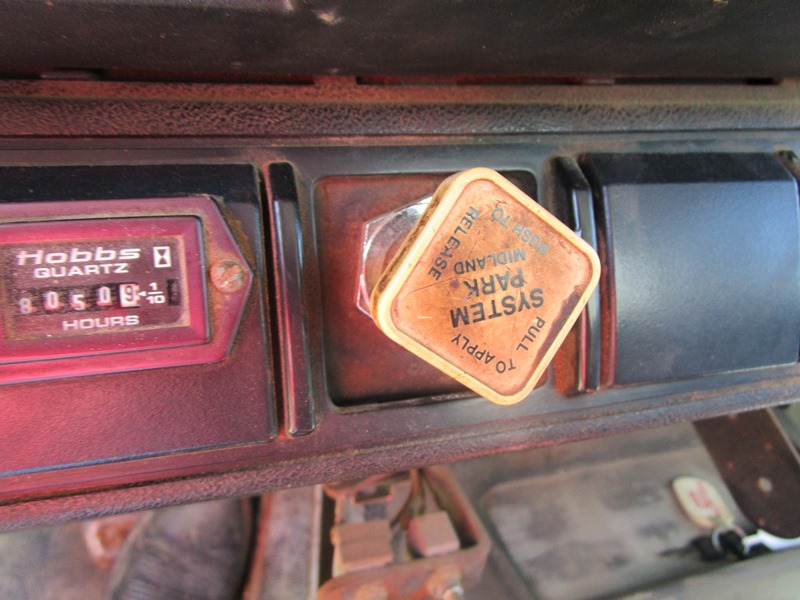 Hobbs
QUARTZ
80509 1/10
HOURS
PUSH TO
RELEASE
MIDLAND
PARK
SYSTEM
PULL
TO APPLY